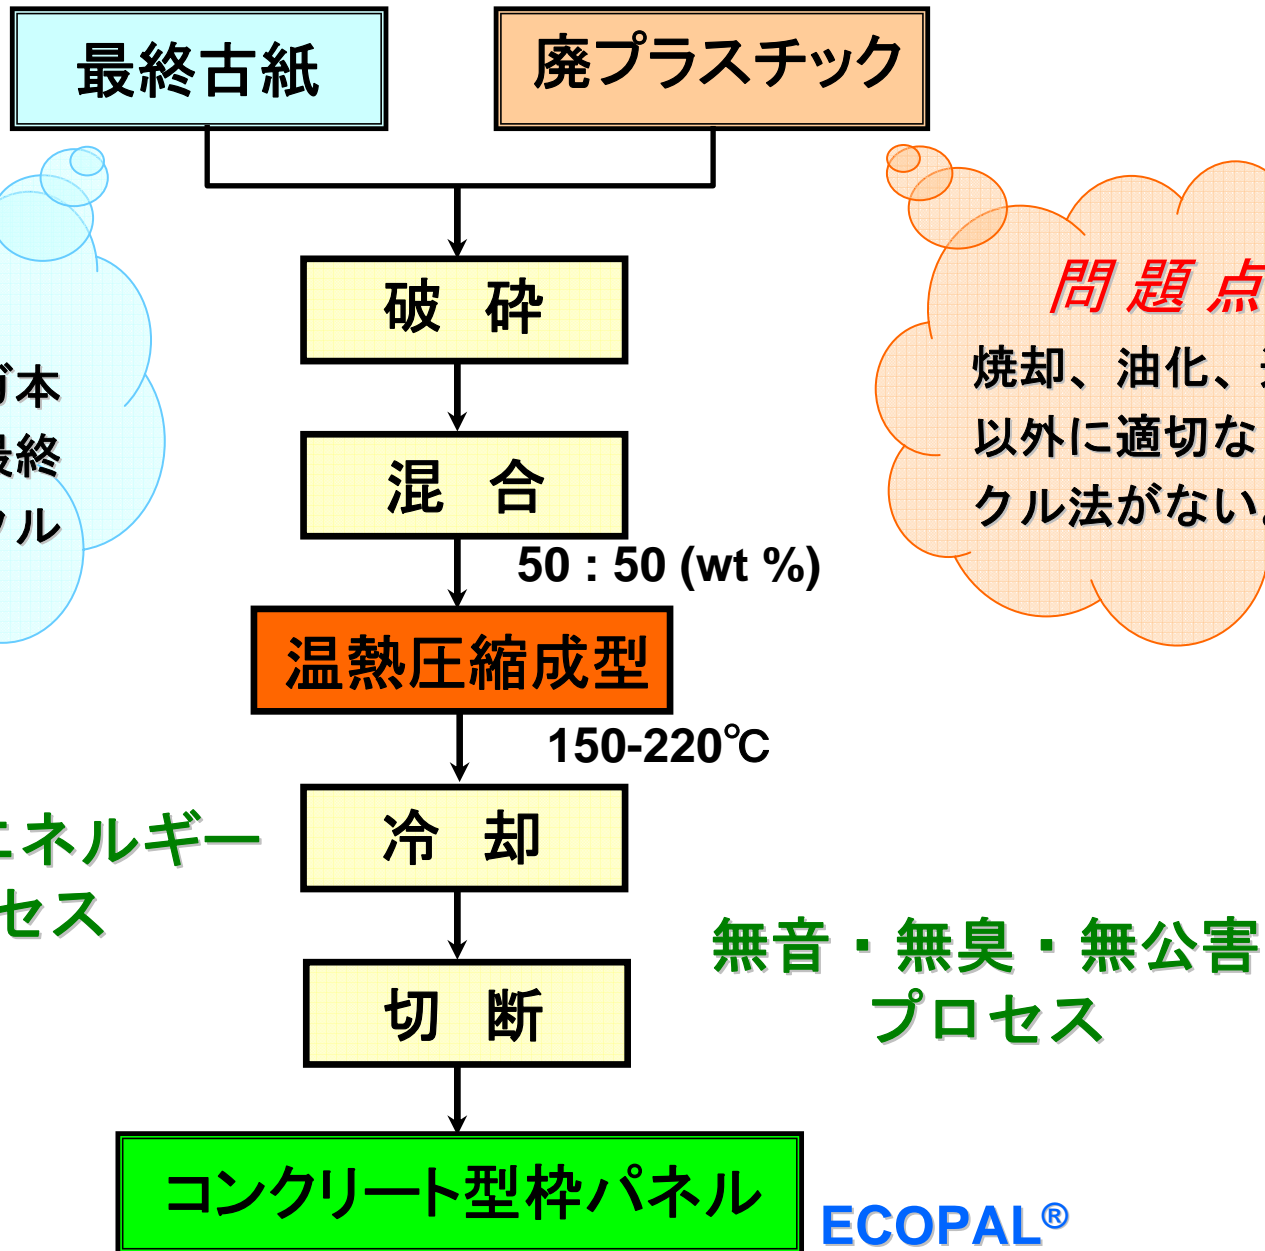 最終古紙
廃プラスチック
破 砕
問 題 点
焼却、油化、
以外に適切な
クル法がない。
本
最終
クル
混 合
50 : 50 (wt %)
温熱圧縮成型
150-220℃
冷 却
エネルギー
セス
無音・無臭・無公害
プロセス
切 断
コンクリート型枠パネル
ECOPAL®